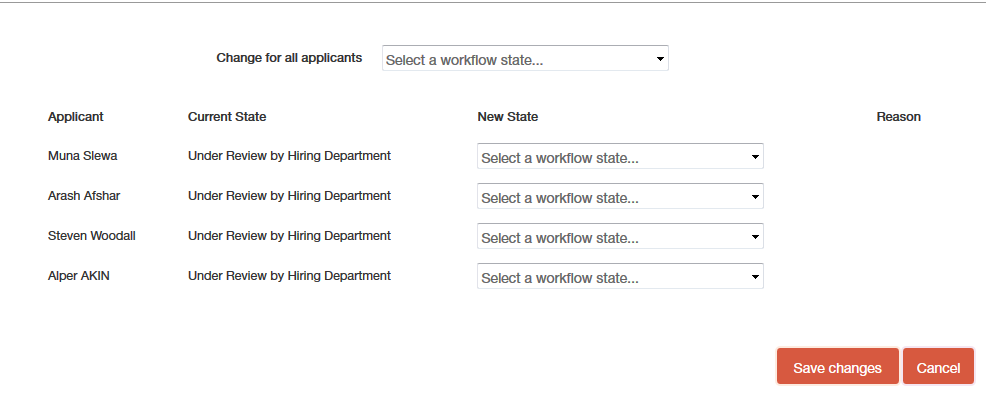 Change for all applicants Select a workflow state...
Applicant Current State New State Reason
Muna Slewa Under Review by Hiring Department Select a workflow state...
Arash Afshar Under Review by Hiring Department Select a workflow state...
Steven Woodall Under Review by Hiring Department Select a workflow state...
Alper AKIN Under Review by Hiring Department Select a workflow state...
Save changes Cancel